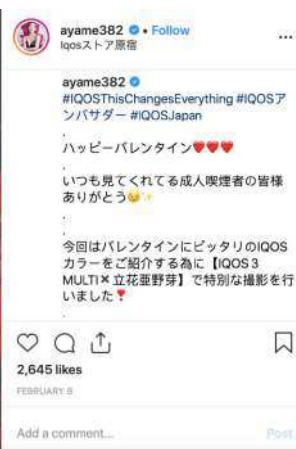 ayame382 • Follow
Iqosストア原宿
ayame382
#IQOSThisChangesEverything #IQOSア
ンバサダー #IQOSJapan
.
ハッピーバレンタイン❤❤❤
.
いつも見てくれてる成人喫煙者の皆様
ありがとう
.
.
今回はバレンタインにピッタリのIQOS
カラーをご紹介する為に【IQOS 3
MULTI×立花亜野芽】で特別な撮影を行
いました❣
.
2,645 likes
FEBRUARY 8
Add a comment...
Post